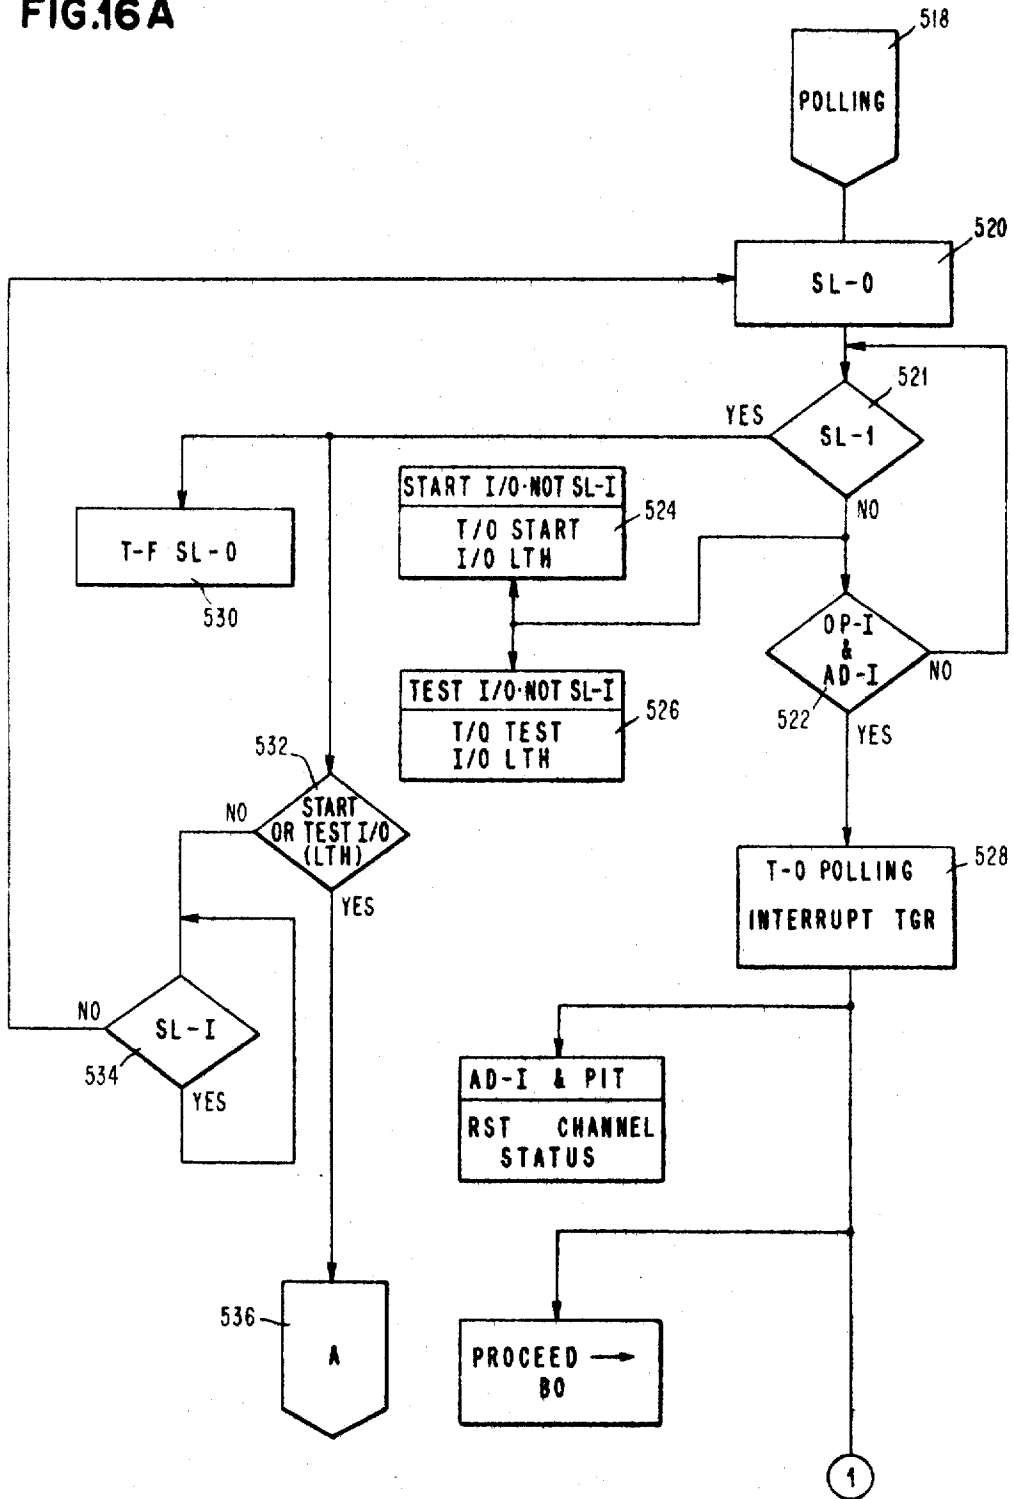 FIG.16A
518
POLLING
520
SL-0
521
YES
SL-1
NO
START I/O·NOT SL-I
524
T/O START
I/O LTH
T-F SL-0
530
OP-I
&
AD-I
NO
522
YES
TEST I/O·NOT SL-I
526
T/O TEST
I/O LTH
532
NO
START
OR TEST I/O
(LTH)
YES
528
T-O POLLING
INTERRUPT TGR
NO
SL-I
534
YES
AD-I & PIT
RST CHANNEL
STATUS
536
A
PROCEED →
BO
1